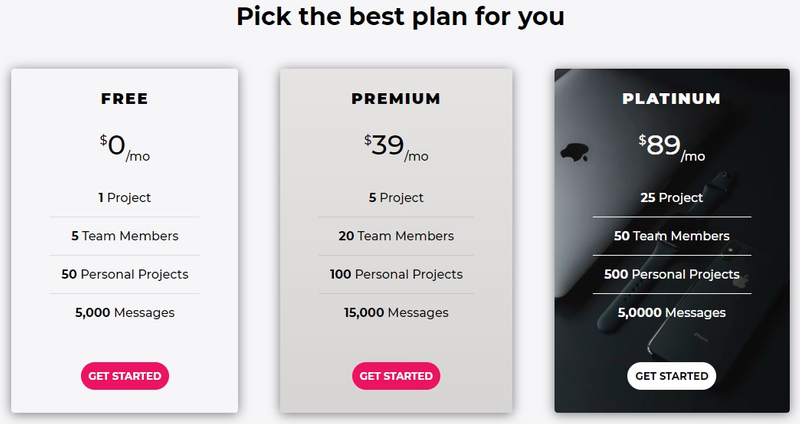 Pick the best plan for you
FREE
$0/mo
1 Project
5 Team Members
50 Personal Projects
5,000 Messages
GET STARTED
PREMIUM
$39/mo
5 Project
20 Team Members
100 Personal Projects
15,000 Messages
GET STARTED
PLATINUM
$89/mo
25 Project
50 Team Members
500 Personal Projects
5,0000 Messages
GET STARTED